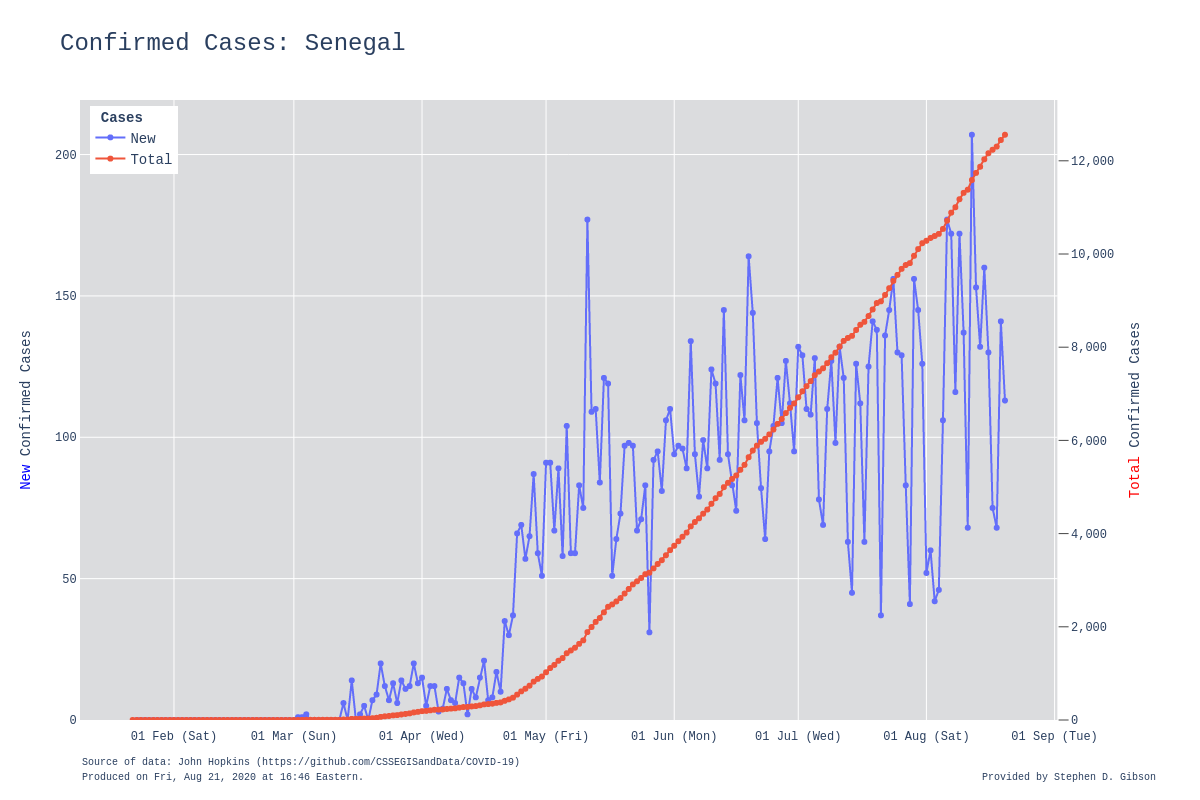 Confirmed Cases: Senegal
Cases
New
Total
200
150
100
50
0
12,000
10,000
8,000
6,000
4,000
2,000
0
New Confirmed Cases
Total Confirmed Cases
01 Feb (Sat)
01 Mar (Sun)
01 Apr (Wed)
01 May (Fri)
01 Jun (Mon)
01 Jul (Wed)
01 Aug (Sat)
01 Sep (Tue)
Source of data: John Hopkins (https://github.com/CSSEGISandData/COVID-19)
Produced on Fri, Aug 21, 2020 at 16:46 Eastern.
Provided by Stephen D. Gibson